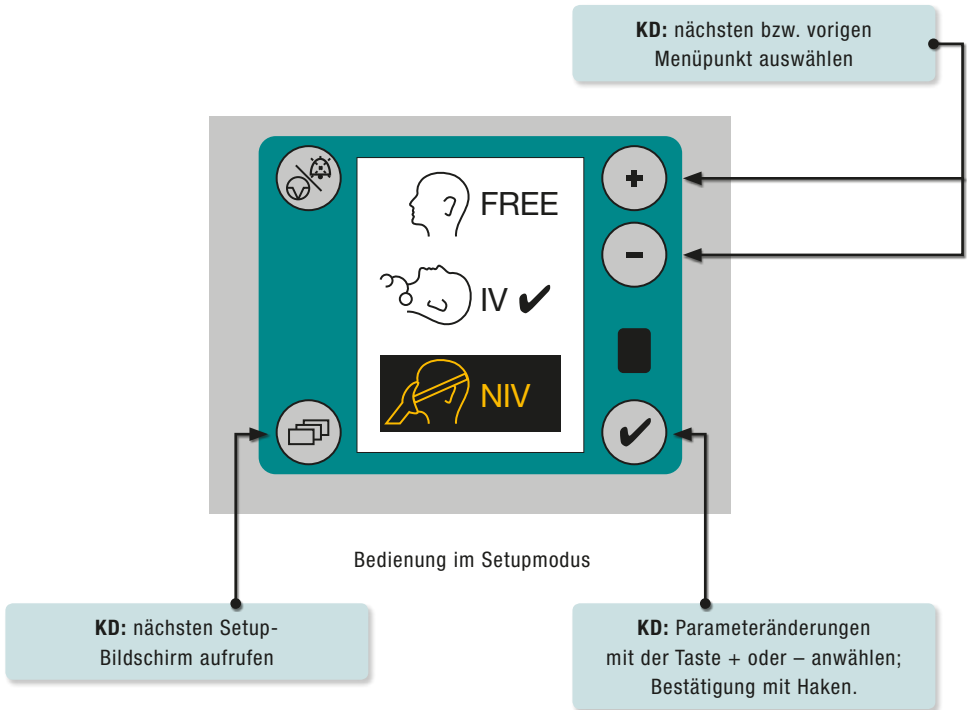 KD: nächsten bzw. vorigen
Menüpunkt auswählen
+
FREE
–
IV ✔
NIV
✔
Bedienung im Setupmodus
KD: nächsten Setup-
Bildschirm aufrufen
KD: Parameteränderungen
mit der Taste + oder – anwählen;
Bestätigung mit Haken.